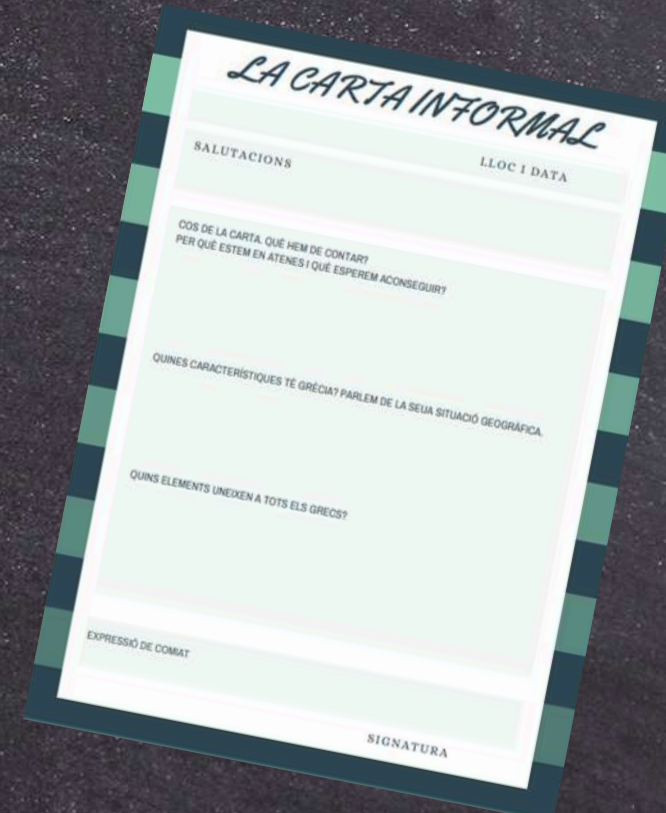 LA CARTA INFORMAL
LLOC I DATA
SALUTACIONS
COS DE LA CARTA. QUÈ HEM DE CONTAR?
PER QUÈ ESTEM EN ATENES I QUÈ ESPEREM ACONSEGUIR?
QUINES CARACTERÍSTIQUES TÉ GRÈCIA? PARLEM DE LA SEUA SITUACIÓ GEOGRÀFICA.
QUINS ELEMENTS UNEIXEN A TOTS ELS GRECS?
EXPRESSIÓ DE COMIAT
SIGNATURA